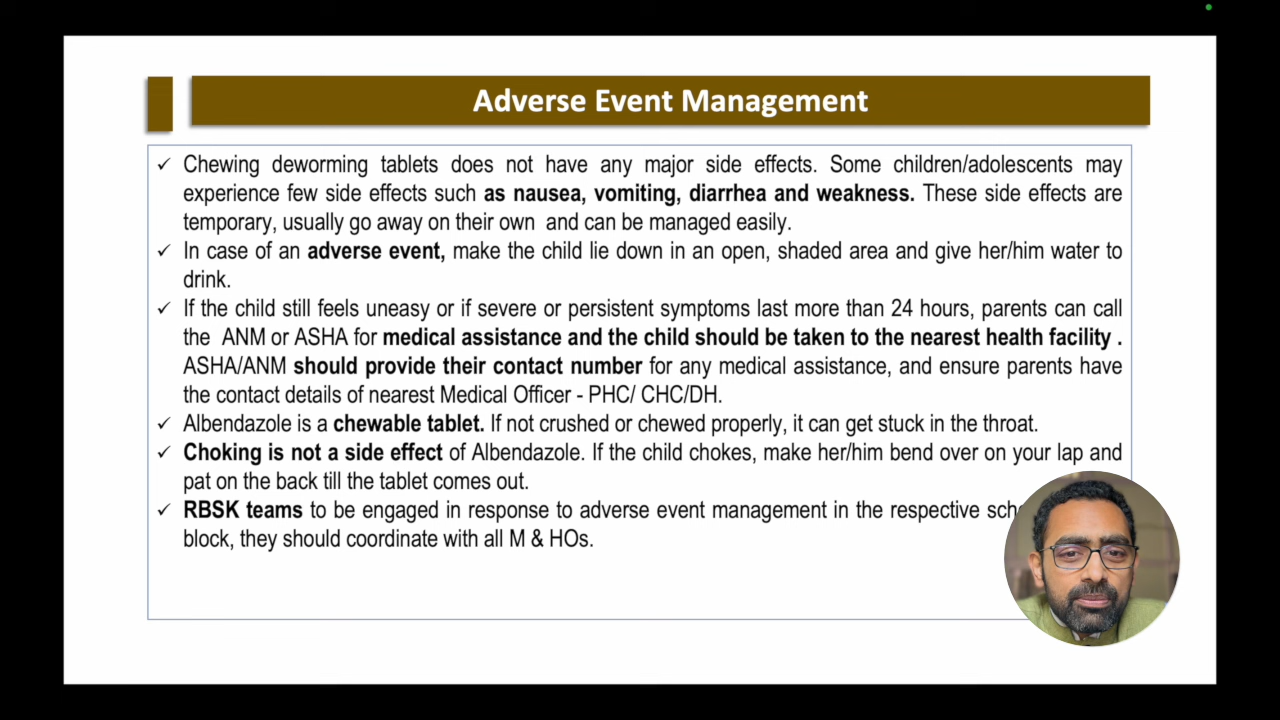 Adverse Event Management
✓ Chewing deworming tablets does not have any major side effects. Some children/adolescents may
experience few side effects such as nausea, vomiting, diarrhea and weakness. These side effects are
temporary, usually go away on their own and can be managed easily.
✓ In case of an adverse event, make the child lie down in an open, shaded area and give her/him water to
drink.
✓ If the child still feels uneasy or if severe or persistent symptoms last more than 24 hours, parents can call
the ANM or ASHA for medical assistance and the child should be taken to the nearest health facility .
ASHA/ANM should provide their contact number for any medical assistance, and ensure parents have
the contact details of nearest Medical Officer - PHC/ CHC/DH.
✓ Albendazole is a chewable tablet. If not crushed or chewed properly, it can get stuck in the throat.
✓ Choking is not a side effect of Albendazole. If the child chokes, make her/him bend over on your lap and
pat on the back till the tablet comes out.
✓ RBSK teams to be engaged in response to adverse event management in the respective
block, they should coordinate with all M & HOs.